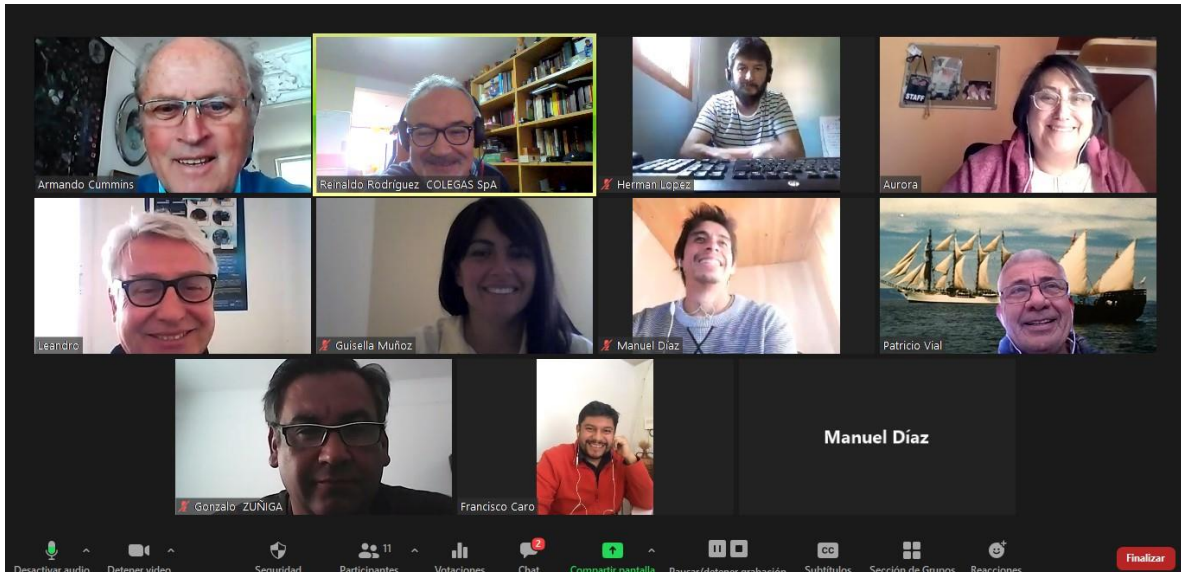 Armando Cummins
Reinaldo Rodríguez COLEGAS SpA
Herman Lopez
STAFF
Aurora
Leandro
Guisella Muñoz
Manuel Díaz
Patricio Vial
Gonzalo ZUÑIGA
Francisco Caro
Manuel Díaz
11
2
CC
Desactivar audio
Detener video
Seguridad
Participantes
Votaciones
Chat
Compartir pantalla
Pausar/detener grabación
Subtítulos
Sección de Grupos
Reacciones
Finalizar